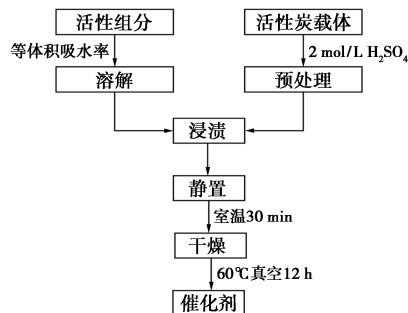 活性组分
活性炭载体
等体积吸水率
2 mol/L H₂SO₄
溶解
预处理
浸渍
静置
室温30 min
干燥
60℃真空12 h
催化剂